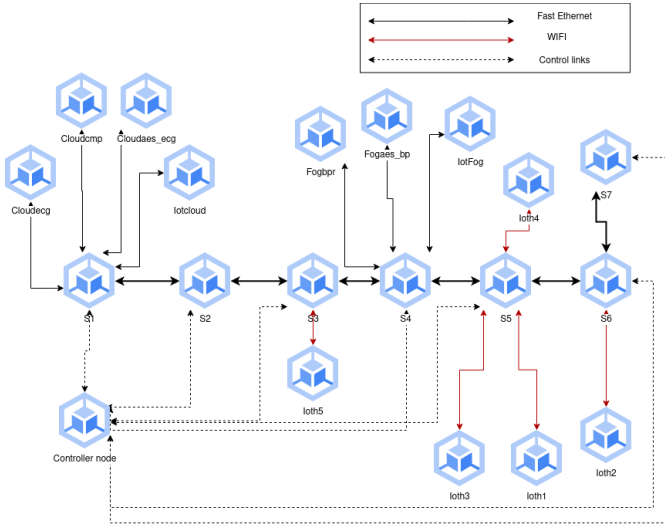 Fast Ethernet
WIFI
Control links
Cloudcmp
Cloudaes_ecg
Fogbpr
Fogaes_bp
IotFog
Cloudecg
Iotcloud
Ioth4
S7
S1
S2
S3
S4
S5
S6
Ioth5
Controller node
Ioth3
Ioth1
Ioth2